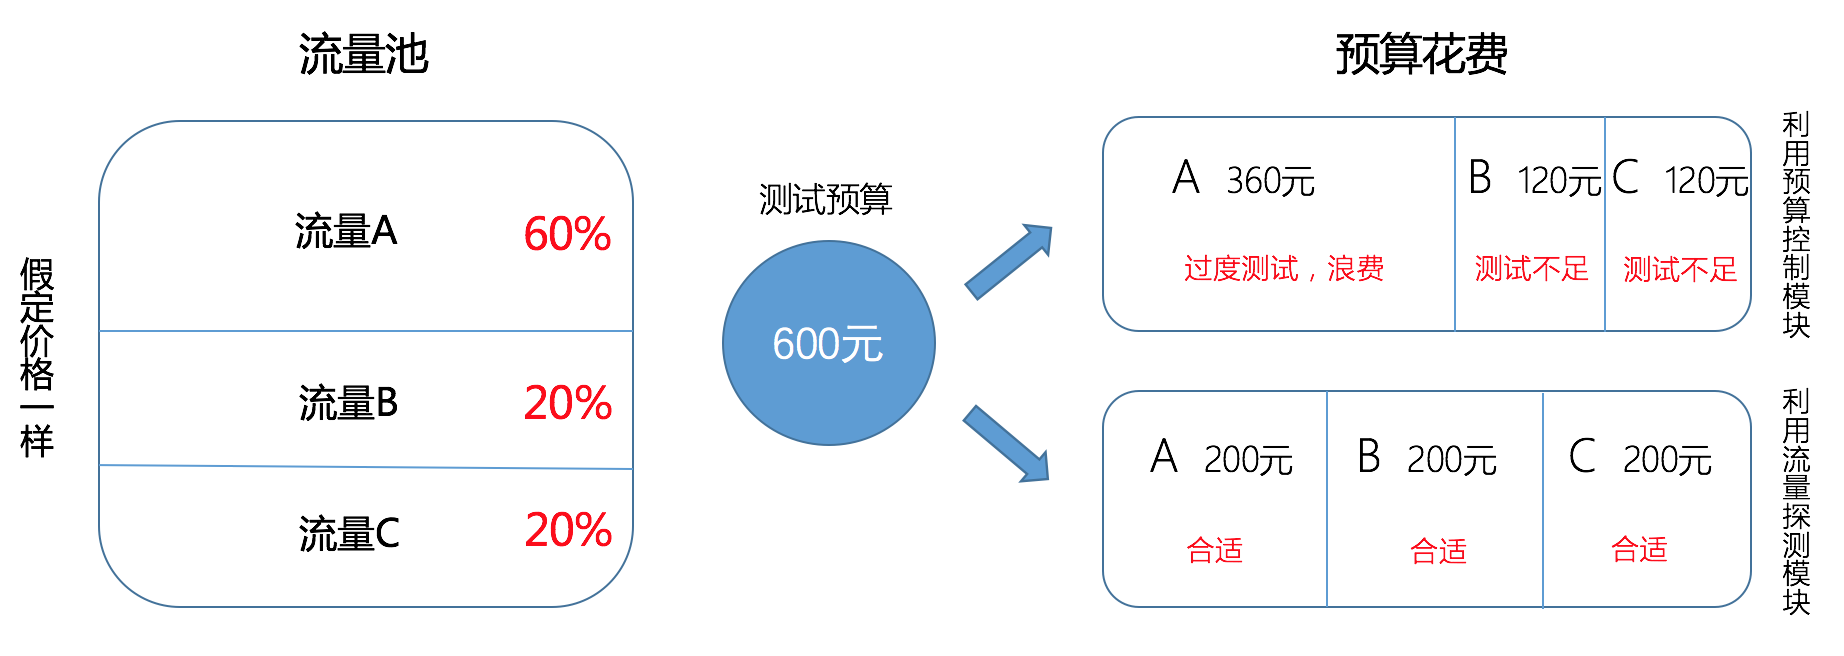 流量池
预算花费
假定价格一样
流量A 60%
流量B 20%
流量C 20%
测试预算
600元
A 360元
过度测试，浪费
B 120元
测试不足
C 120元
测试不足
利用预算控制模块
A 200元
合适
B 200元
合适
C 200元
合适
利用流量探测模块